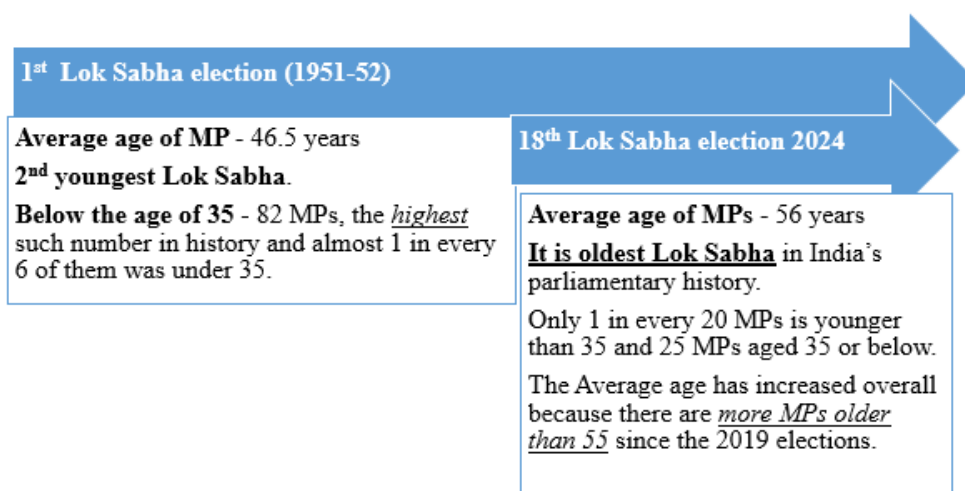 1st Lok Sabha election (1951-52)
Average age of MP - 46.5 years
2nd youngest Lok Sabha.
Below the age of 35 - 82 MPs, the highest
such number in history and almost 1 in every
6 of them was under 35.
18th Lok Sabha election 2024
Average age of MPs - 56 years
It is oldest Lok Sabha in India's
parliamentary history.
Only 1 in every 20 MPs is younger
than 35 and 25 MPs aged 35 or below.
The Average age has increased overall
because there are more MPs older
than 55 since the 2019 elections.